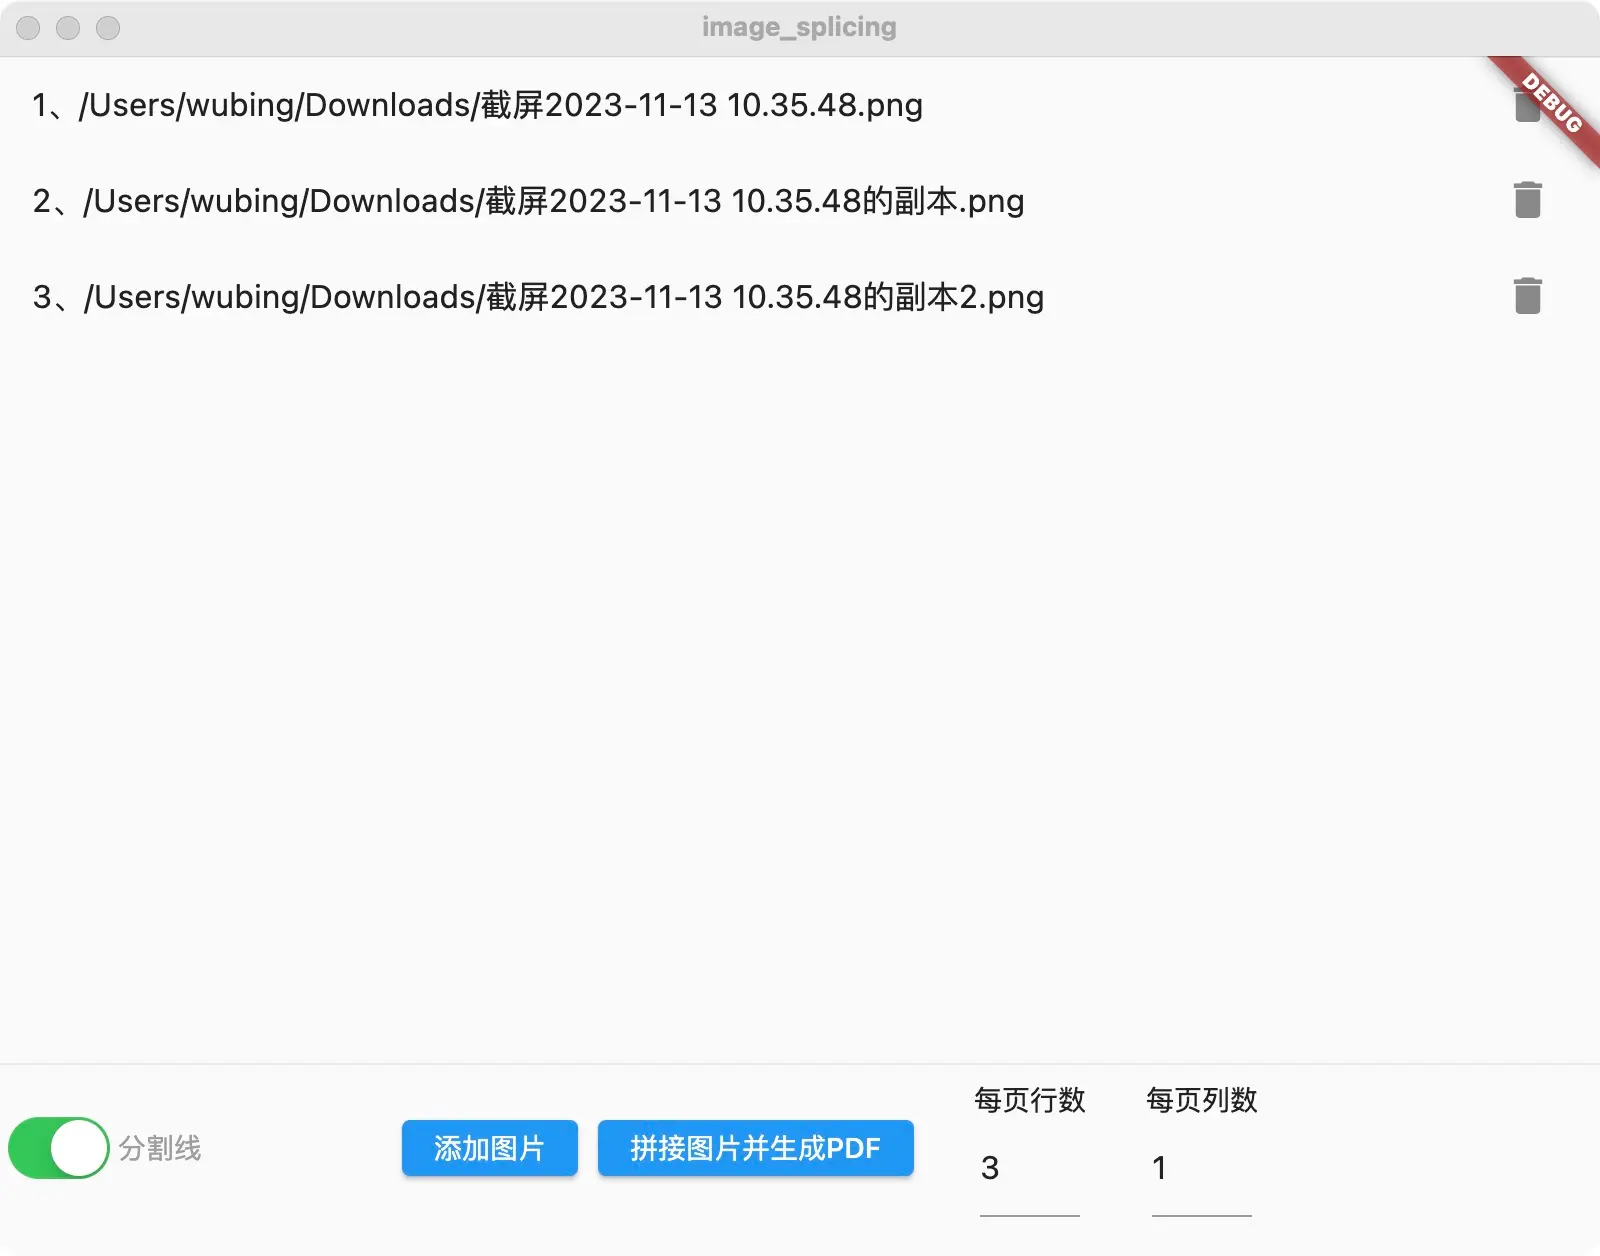 image_splicing
DEBUG
1、/Users/wubing/Downloads/截屏2023-11-13 10.35.48.png
2、/Users/wubing/Downloads/截屏2023-11-13 10.35.48的副本.png
3、/Users/wubing/Downloads/截屏2023-11-13 10.35.48的副本2.png
每页行数 每页列数
分割线 添加图片 拼接图片并生成PDF
3 1